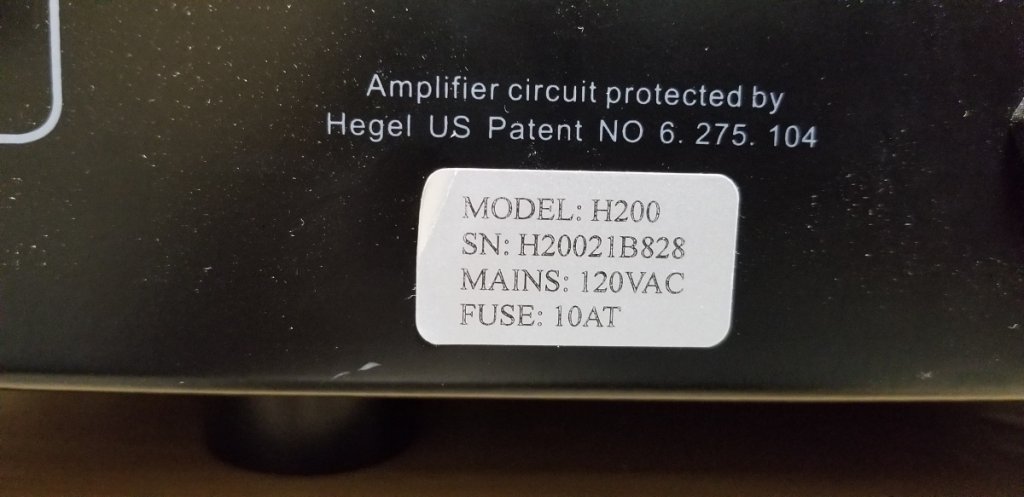 Amplifier circuit protected by
Hegel US Patent NO 6. 275. 104
MODEL: H200
SN: H20021B828
MAINS: 120VAC
FUSE: 10AT